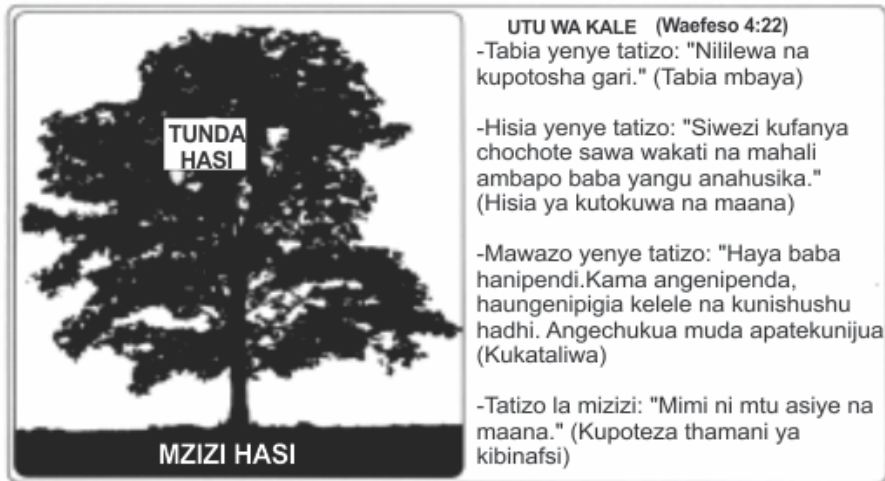 TUNDA
HASI
MZIZI HASI
UTU WA KALE (Waefeso 4:22)
-Tabia yenye tatizo: "Nililewa na
kupotosha gari." (Tabia mbaya)
-Hisia yenye tatizo: "Siwezi kufanya
chochote sawa wakati na mahali
ambapo baba yangu anahusika."
(Hisia ya kutokuwa na maana)
-Mawazo yenye tatizo: "Haya baba
hanipendi.Kama angenipenda,
haungenipigia kelele na kunishushu
hadhi. Angechukua muda apatekunijua
(Kukataliwa)
-Tatizo la mizizi: "Mimi ni mtu asiye na
maana." (Kupoteza thamani ya
kibinafsi)